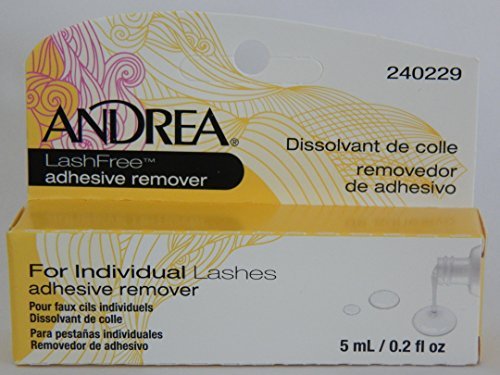 240229
ANDREA®
LashFree™
adhesive remover
Dissolvant de colle
removedor
de adhesivo
For Individual Lashes
adhesive remover
Pour faux cils individuels
Dissolvant de colle
Para pestañas individuales
Removedor de adhesivo
5 mL / 0.2 fl oz